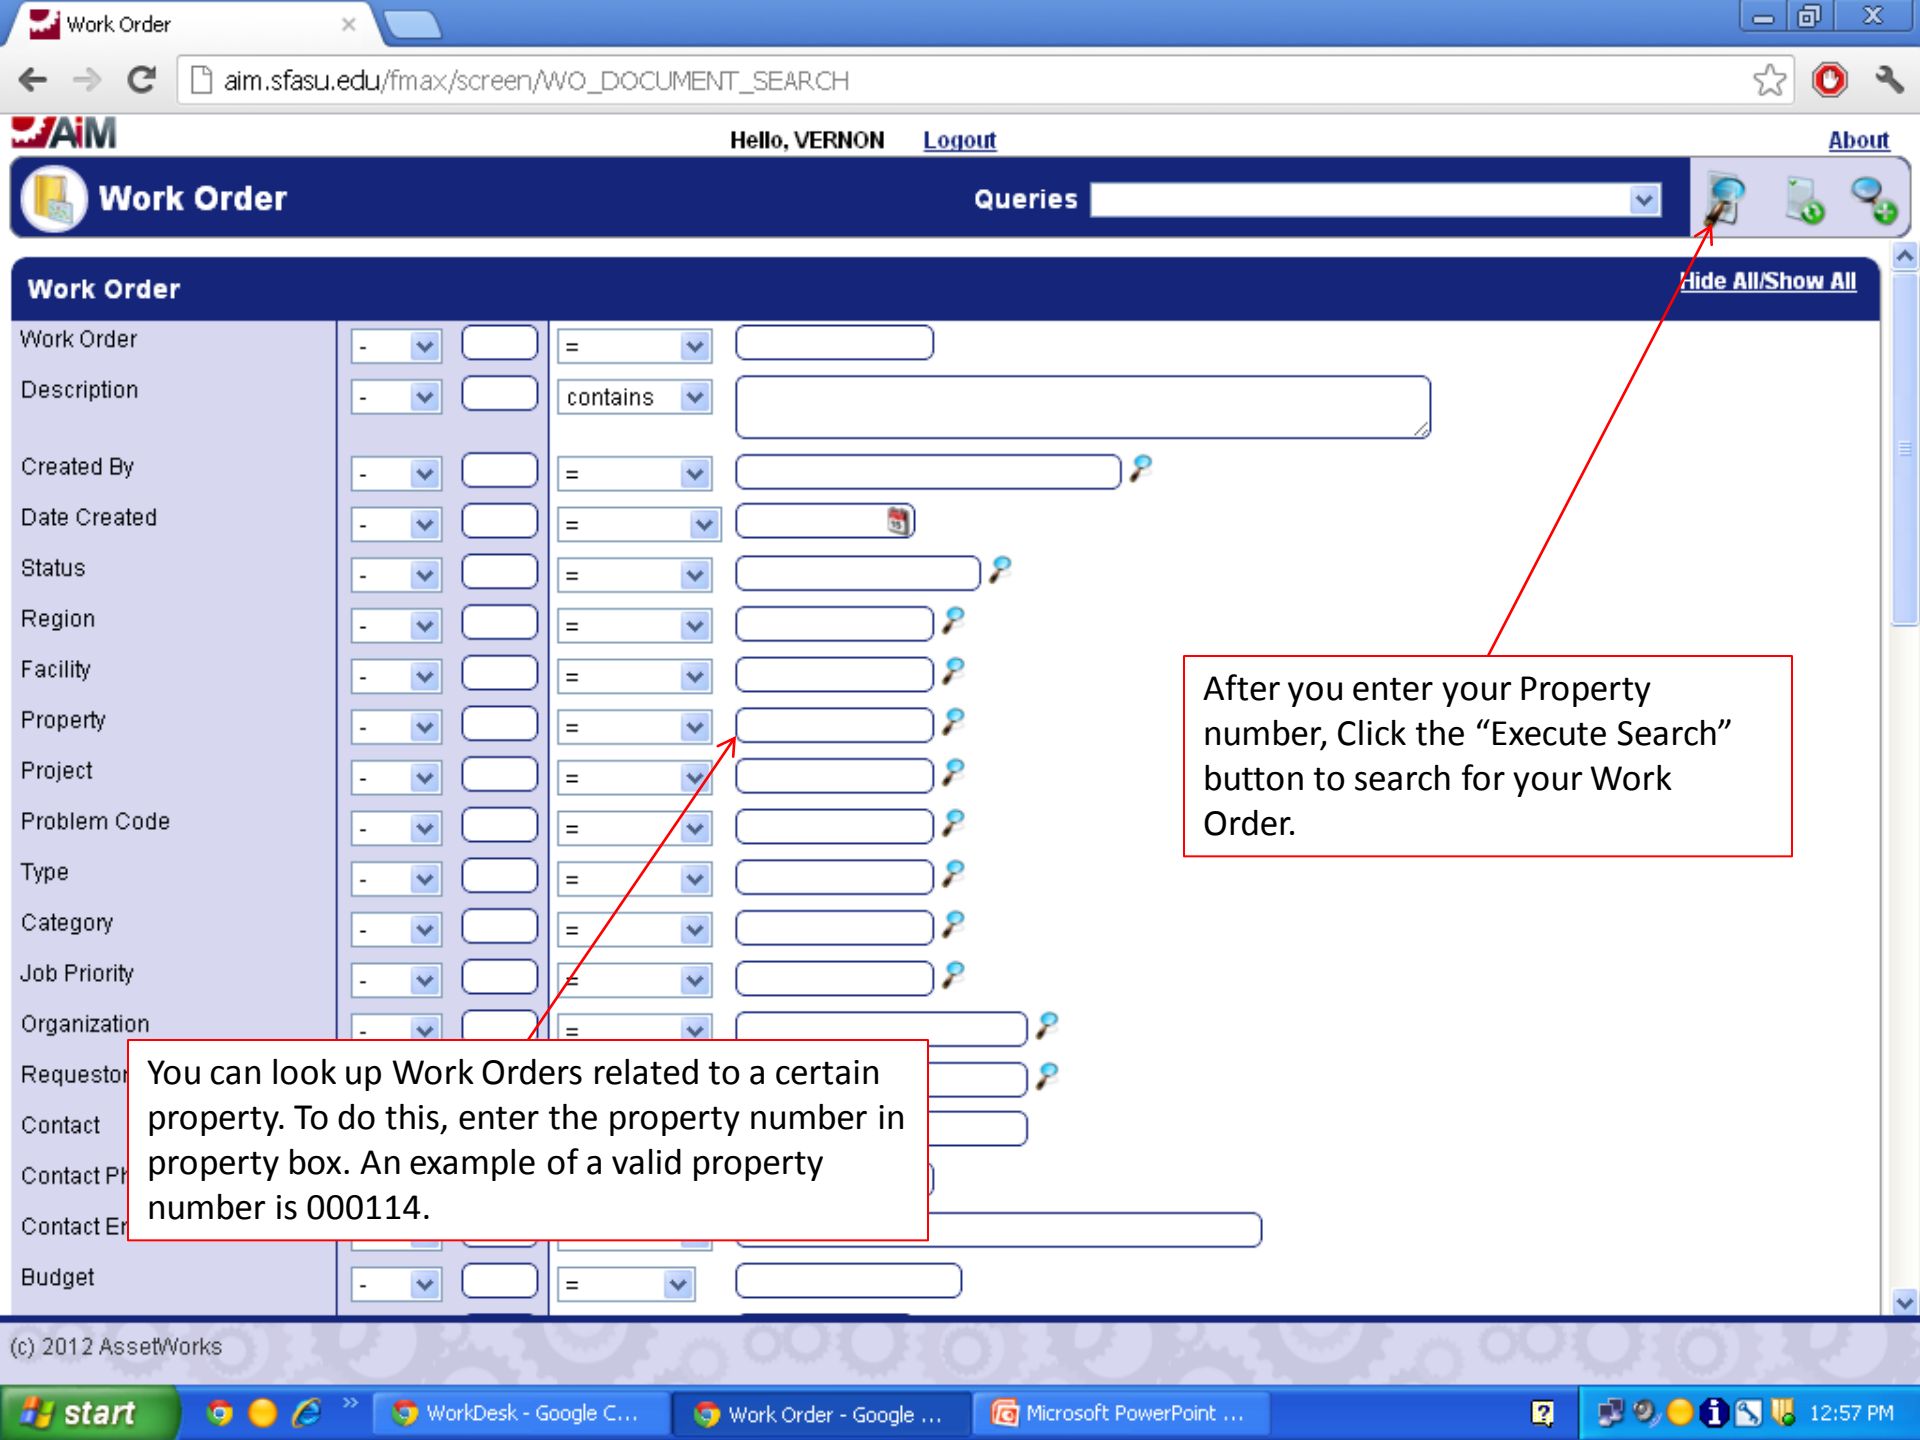 Work Order
aim.sfasu.edu/fmax/screen/WO_DOCUMENT_SEARCH
AiM
Hello, VERNON Logout About
Work Order Queries
Work Order Hide All/Show All
Work Order - =
Description - contains
Created By - =
Date Created - =
Status - =
Region - =
Facility - =
Property - =
Project - =
Problem Code - =
Type - =
Category - =
Job Priority - =
Organization - =
Requestor
Contact
Contact
Contact
Budget - =
After you enter your Property
number, Click the “Execute Search”
button to search for your Work
Order.
You can look up Work Orders related to a certain
property. To do this, enter the property number in
property box. An example of a valid property
number is 000114.
(c) 2012 AssetWorks
start WorkDesk - Google C... Work Order - Google ... Microsoft PowerPoint ... 12:57 PM